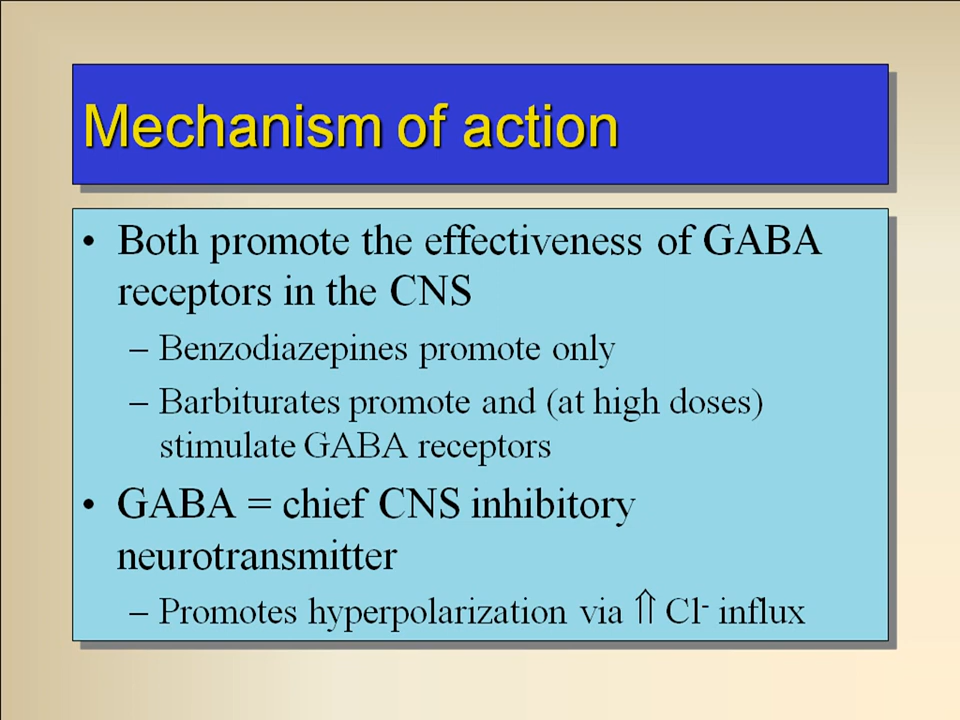 Mechanism of action
• Both promote the effectiveness of GABA
receptors in the CNS
– Benzodiazepines promote only
– Barbiturates promote and (at high doses)
stimulate GABA receptors
• GABA = chief CNS inhibitory
neurotransmitter
– Promotes hyperpolarization via ⇑ Cl⁻ influx